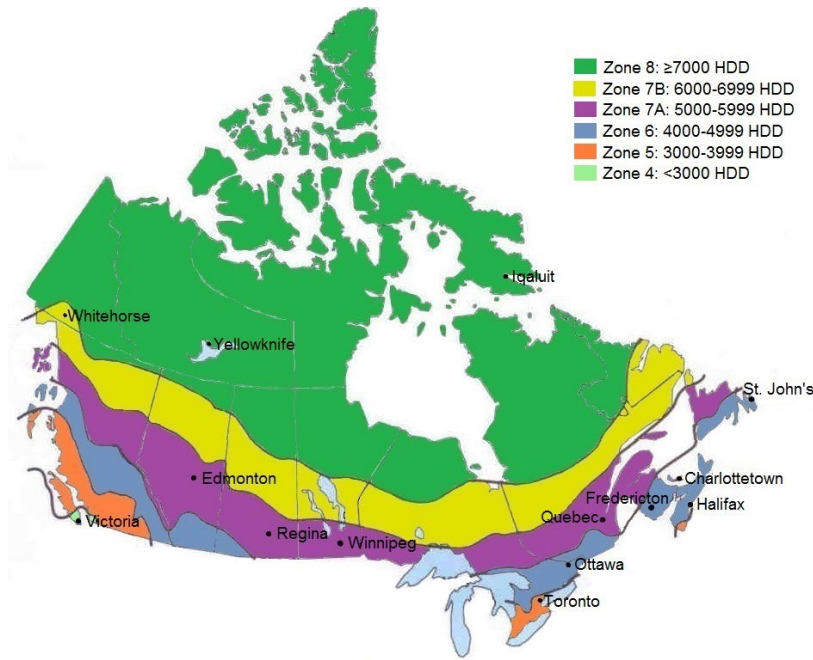 Zone 8: ≥7000 HDD
Zone 7B: 6000-6999 HDD
Zone 7A: 5000-5999 HDD
Zone 6: 4000-4999 HDD
Zone 5: 3000-3999 HDD
Zone 4: <3000 HDD
Iqaluit
Whitehorse
Yellowknife
St. John's
Edmonton
Charlottetown
Fredericton
Halifax
Victoria
Quebec
Regina
Winnipeg
Ottawa
Toronto